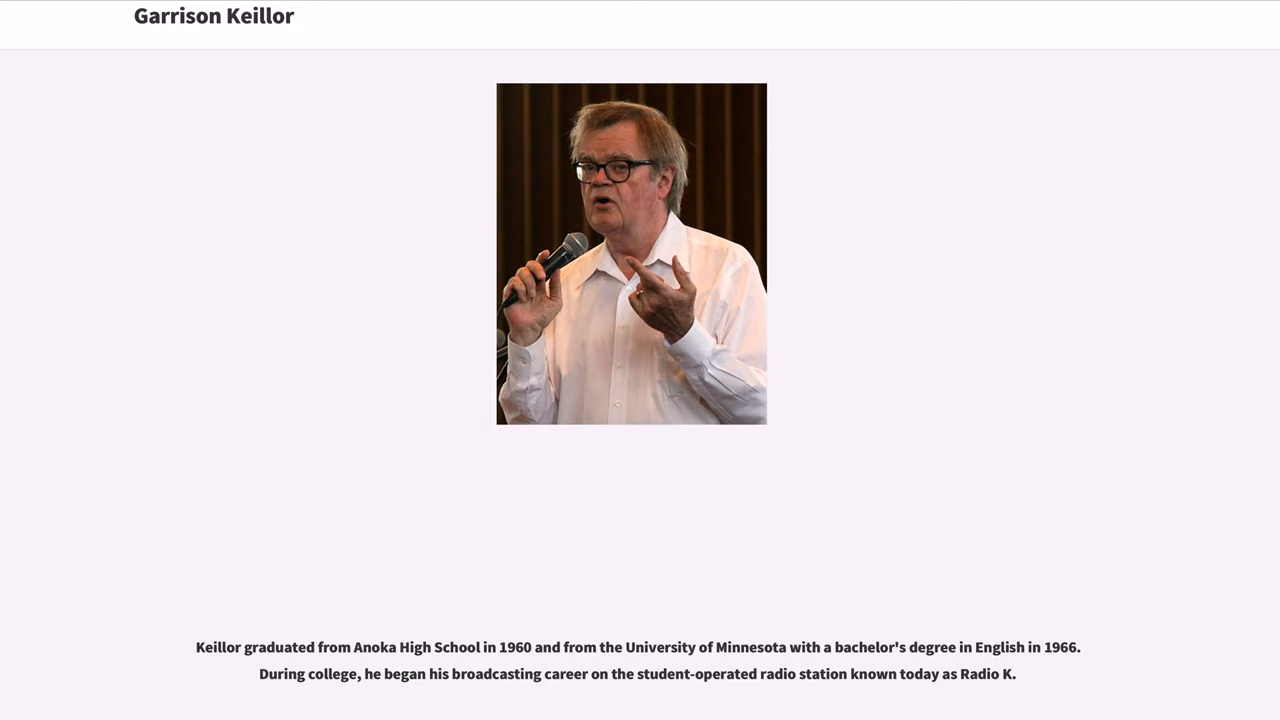 Garrison Keillor
Keillor graduated from Anoka High School in 1960 and from the University of Minnesota with a bachelor's degree in English in 1966.
During college, he began his broadcasting career on the student-operated radio station known today as Radio K.